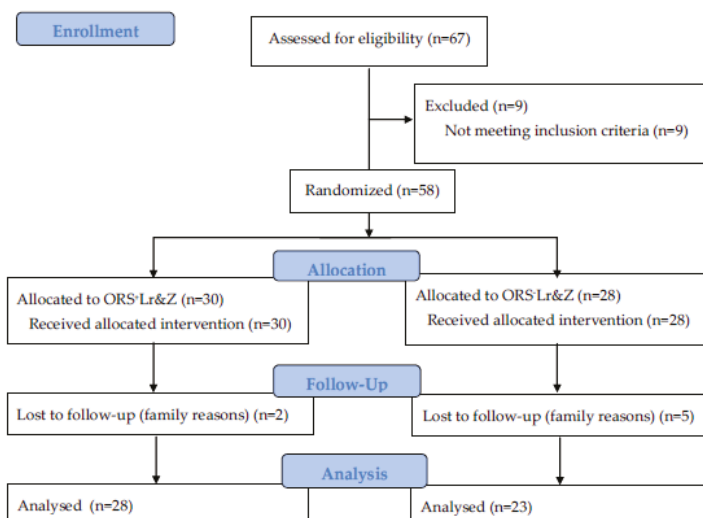 Enrollment
Assessed for eligibility (n=67)
Excluded (n=9)
Not meeting inclusion criteria (n=9)
Randomized (n=58)
Allocation
Allocated to ORS⁺Lr&Z (n=30)
Received allocated intervention (n=30)
Allocated to ORS⁻Lr&Z (n=28)
Received allocated intervention (n=28)
Follow-Up
Lost to follow-up (family reasons) (n=2)
Lost to follow-up (family reasons) (n=5)
Analysis
Analysed (n=28)
Analysed (n=23)